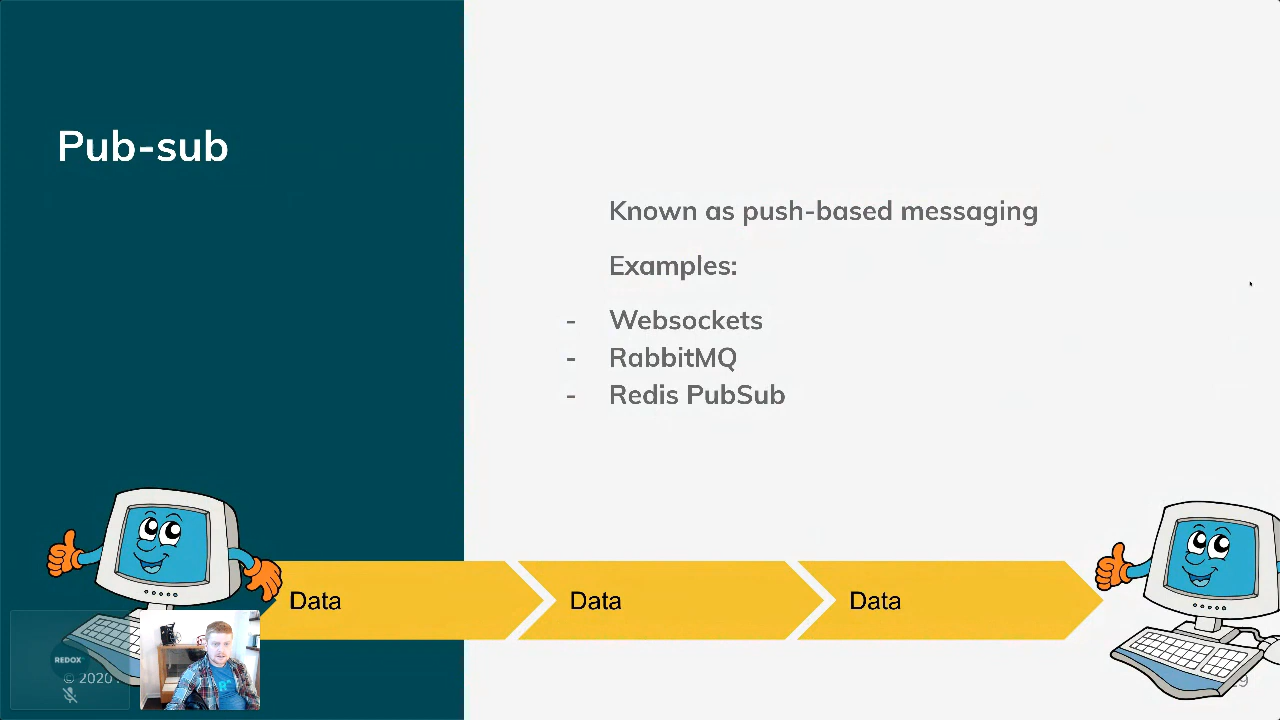 Pub-sub
Known as push-based messaging
Examples:
- Websockets
- RabbitMQ
- Redis PubSub
Data
Data
Data
REDOX
© 2020